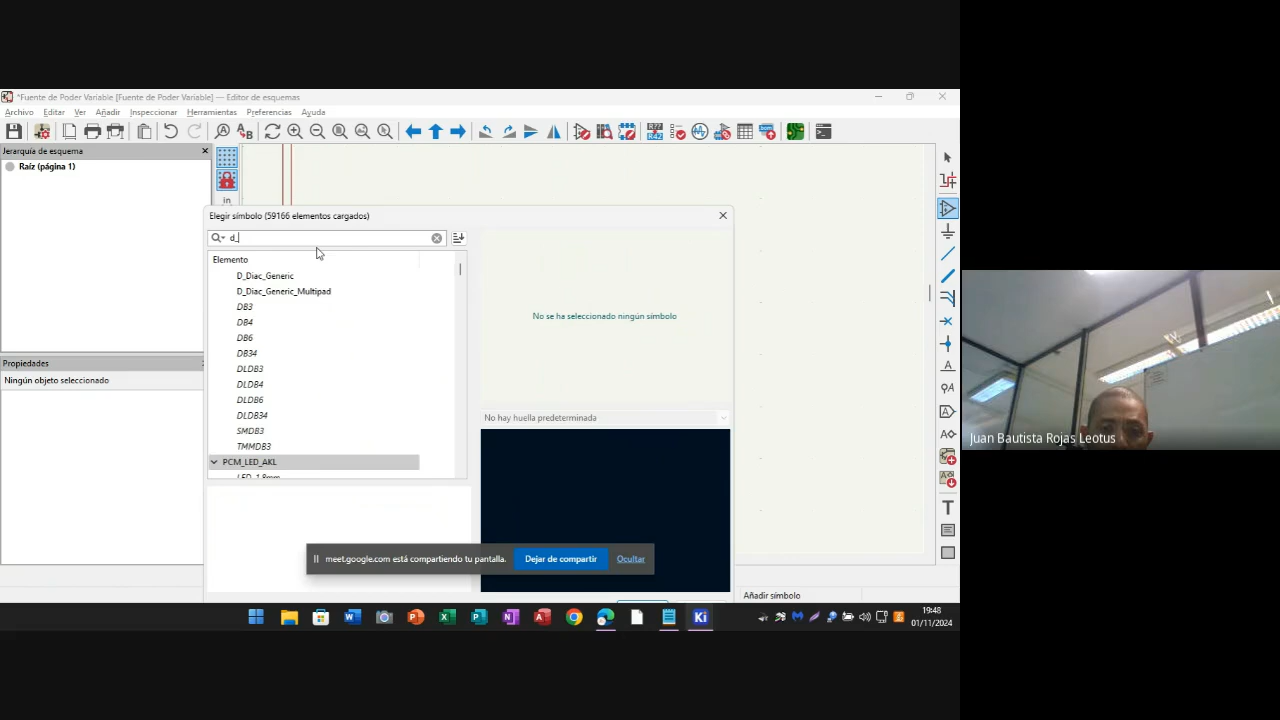 *Fuente de Poder Variable [Fuente de Poder Variable] — Editor de esquemas
Archivo Editar Ver Añadir Inspeccionar Herramientas Preferencias Ayuda
Jerarquía de esquema
Raíz (página 1)
in
Elegir símbolo (59166 elementos cargados)
d_
Elemento
D_Diac_Generic
D_Diac_Generic_Multipad
DB3
DB4
DB6
DB34
DLDB3
DLDB4
DLDB6
DLDB34
SMDB3
TMMDB3
PCM_LED_AKL
LED_1.8mm
No se ha seleccionado ningún símbolo
No hay huella predeterminada
Propiedades
Ningún objeto seleccionado
meet.google.com está compartiendo tu pantalla.
Dejar de compartir
Ocultar
Añadir símbolo
19:48
01/11/2024
Juan Bautista Rojas Leotus